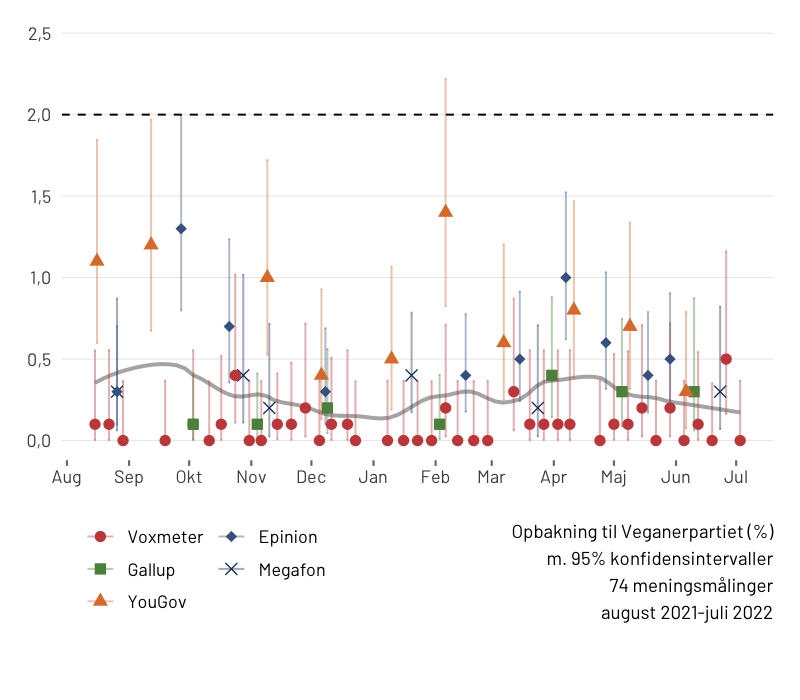 2,5
2,0
1,5
1,0
0,5
0,0
Aug Sep Okt Nov Dec Jan Feb Mar Apr Maj Jun Jul
Voxmeter Epinion
Gallup Megafon
YouGov
Opbakning til Veganerpartiet (%)
m. 95% konfidensintervaller
74 meningsmålinger
august 2021-juli 2022